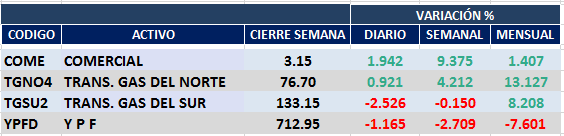 VARIACIÓN %
CODIGO ACTIVO CIERRE SEMANA DIARIO SEMANAL MENSUAL
COME COMERCIAL 3.15 1.942 9.375 1.407
TGNO4 TRANS. GAS DEL NORTE 76.70 0.921 4.212 13.127
TGSU2 TRANS. GAS DEL SUR 133.15 -2.526 -0.150 8.208
YPFD Y P F 712.95 -1.165 -2.709 -7.601